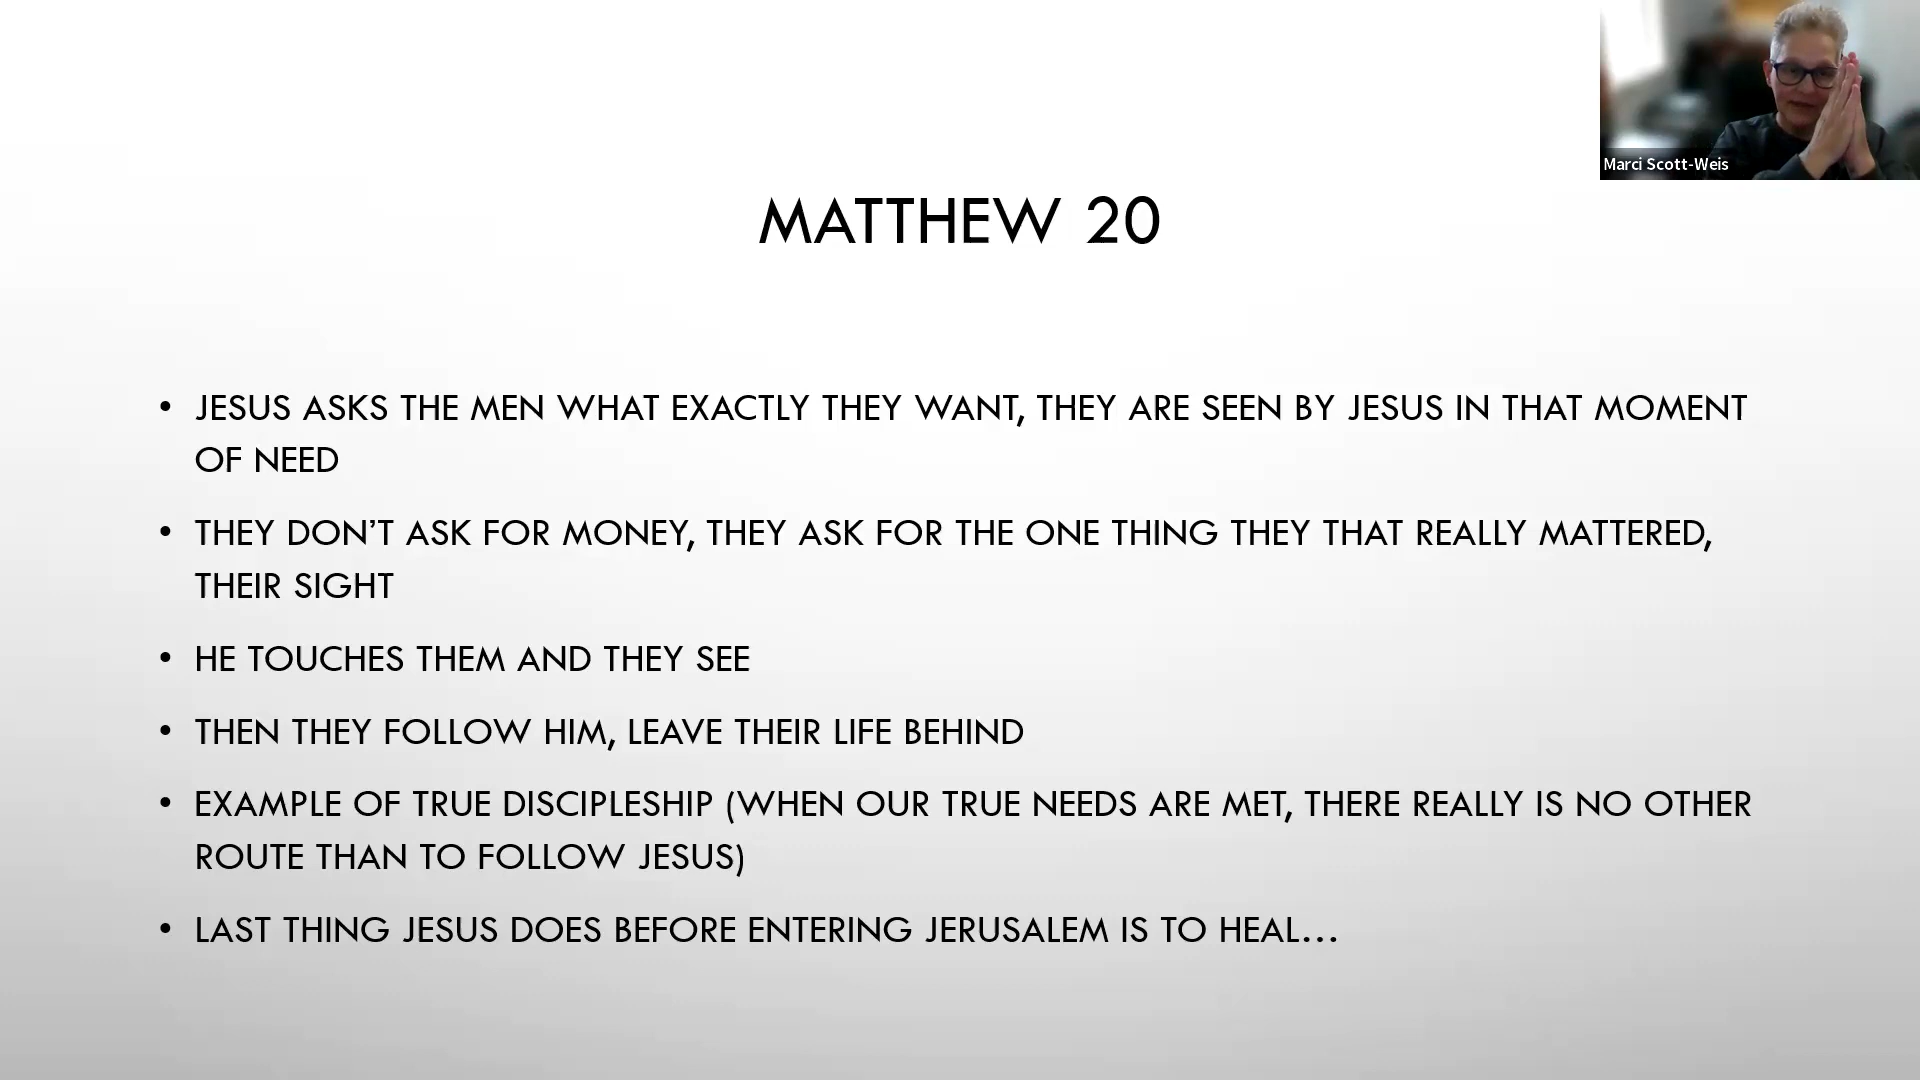 Marci Scott-Weis
MATTHEW 20
• JESUS ASKS THE MEN WHAT EXACTLY THEY WANT, THEY ARE SEEN BY JESUS IN THAT MOMENT
OF NEED
• THEY DON’T ASK FOR MONEY, THEY ASK FOR THE ONE THING THEY THAT REALLY MATTERED,
THEIR SIGHT
• HE TOUCHES THEM AND THEY SEE
• THEN THEY FOLLOW HIM, LEAVE THEIR LIFE BEHIND
• EXAMPLE OF TRUE DISCIPLESHIP (WHEN OUR TRUE NEEDS ARE MET, THERE REALLY IS NO OTHER
ROUTE THAN TO FOLLOW JESUS)
• LAST THING JESUS DOES BEFORE ENTERING JERUSALEM IS TO HEAL…